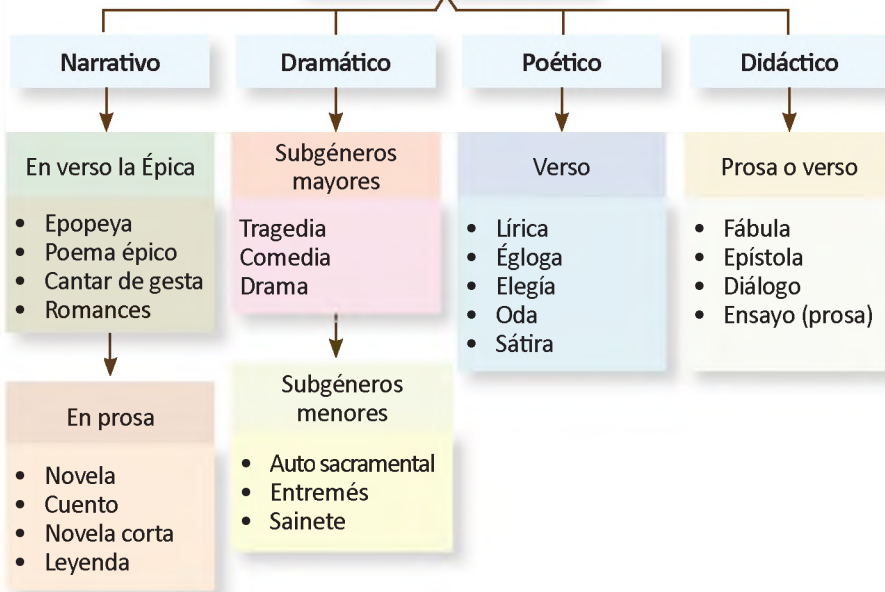 Narrativo
Dramático
Poético
Didáctico
En verso la Épica
• Epopeya
• Poema épico
• Cantar de gesta
• Romances
En prosa
• Novela
• Cuento
• Novela corta
• Leyenda
Subgéneros
mayores
Tragedia
Comedia
Drama
Subgéneros
menores
• Auto sacramental
• Entremés
• Sainete
Verso
• Lírica
• Égloga
• Elegía
• Oda
• Sátira
Prosa o verso
• Fábula
• Epístola
• Diálogo
• Ensayo (prosa)